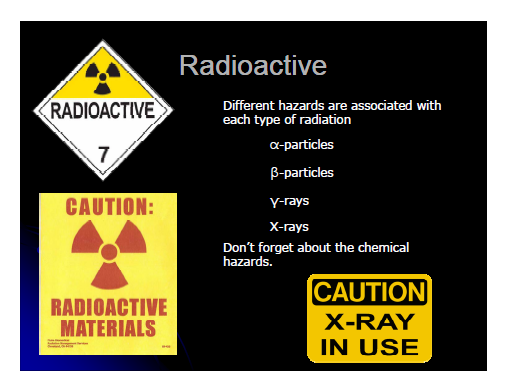 Radioactive
RADIOACTIVE
7
Different hazards are associated with
each type of radiation
α-particles
β-particles
γ-rays
X-rays
Don't forget about the chemical
hazards.
CAUTION:
RADIOACTIVE
MATERIALS
CAUTION
X-RAY
IN USE